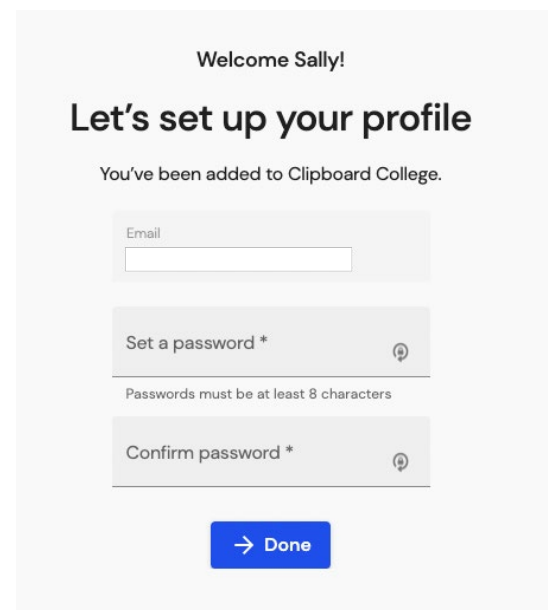 Welcome Sally!
Let's set up your profile
You've been added to Clipboard College.
Email
Set a password *
Passwords must be at least 8 characters
Confirm password *
→ Done